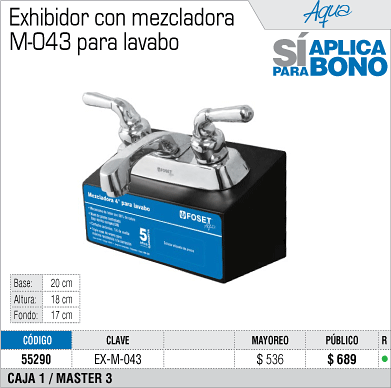 Exhibidor con mezcladora
M-043 para lavabo
Aqua
SÍ APLICA
PARA BONO
FOSET
Mezcladora 4" para lavabo
FOSET
Aqua
5
Base: 20 cm
Altura: 18 cm
Fondo: 17 cm
CÓDIGO CLAVE MAYOREO PÚBLICO R
55290 EX-M-043 $ 536 $ 689
CAJA 1 / MASTER 3